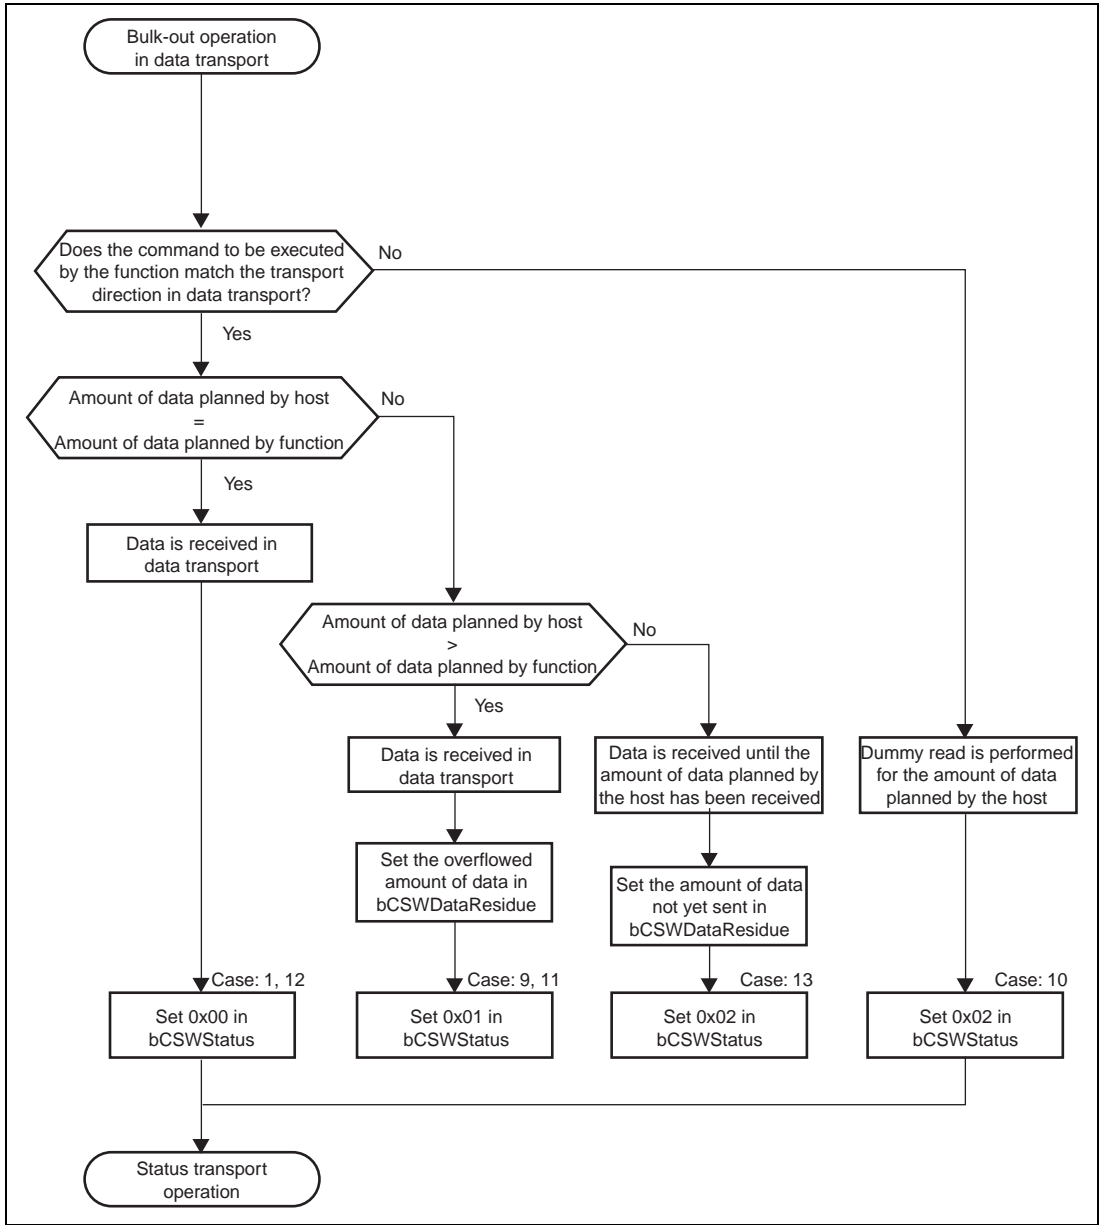 Bulk-out operation
in data transport
Does the command to be executed
by the function match the transport
direction in data transport?
No
Yes
Amount of data planned by host
=
Amount of data planned by function
No
Yes
Data is received in
data transport
Amount of data planned by host
>
Amount of data planned by function
No
Yes
Data is received in
data transport
Data is received until the
amount of data planned by
the host has been received
Dummy read is performed
for the amount of data
planned by the host
Set the overflowed
amount of data in
bCSWDataResidue
Set the amount of data
not yet sent in
bCSWDataResidue
Case: 1, 12
Set 0x00 in
bCSWStatus
Case: 9, 11
Set 0x01 in
bCSWStatus
Case: 13
Set 0x02 in
bCSWStatus
Case: 10
Set 0x02 in
bCSWStatus
Status transport
operation